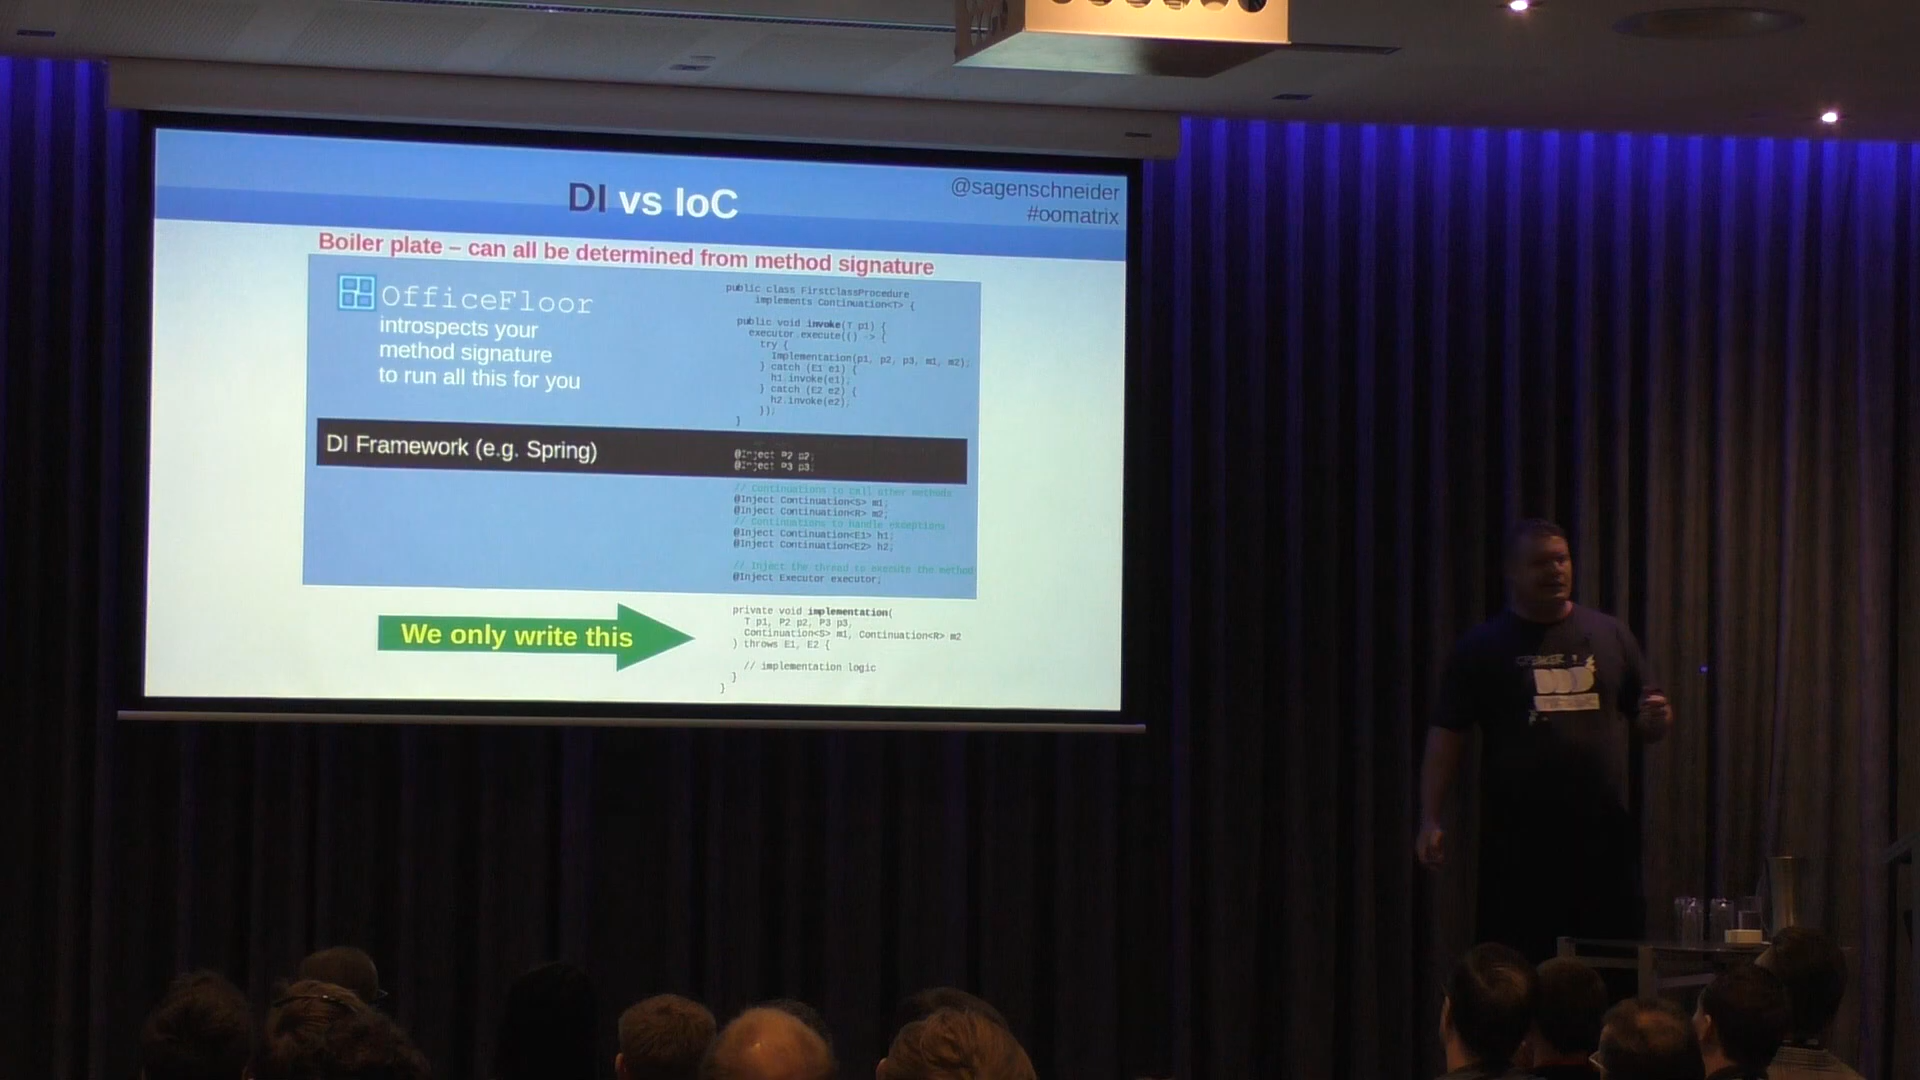 DI vs IoC
@sagenschneider
#oomatrix
Boiler plate – can all be determined from method signature
OfficeFloor
introspects your
method signature
to run all this for you
public class FirstClassProcedure
implements Continuation<T> {
public void invoke(T p1) {
executor.execute(() -> {
try {
Implementation(p1, p2, p3, m1, m2);
} catch (E1 e1) {
h1.invoke(e1);
} catch (E2 e2) {
h2.invoke(e2);
});
}
DI Framework (e.g. Spring)
@Inject P2 p2;
@Inject P3 p3;
// Continuations to call other methods
@Inject Continuation<S> m1;
@Inject Continuation<R> m2;
// Continuations to handle exceptions
@Inject Continuation<E1> h1;
@Inject Continuation<E2> h2;
// Inject the thread to execute the method
@Inject Executor executor;
We only write this
private void implementation(
T p1, P2 p2, P3 p3,
Continuation<S> m1, Continuation<R> m2
) throws E1, E2 {
// implementation logic
}
}